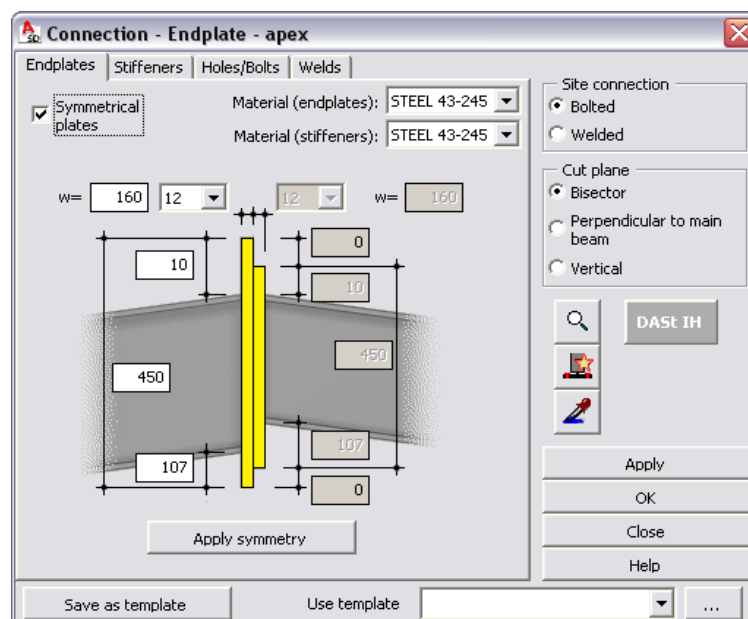 Connection - Endplate - apex
Endplates Stiffeners Holes/Bolts Welds
Symmetrical
plates
Material (endplates): STEEL 43-245
Material (stiffeners): STEEL 43-245
w= 160 12 12 w= 160
0
10 10
450 450
107 107
0
Apply symmetry
Site connection
Bolted
Welded
Cut plane
Bisector
Perpendicular to main
beam
Vertical
DASt IH
Apply
OK
Close
Help
Save as template Use template ...